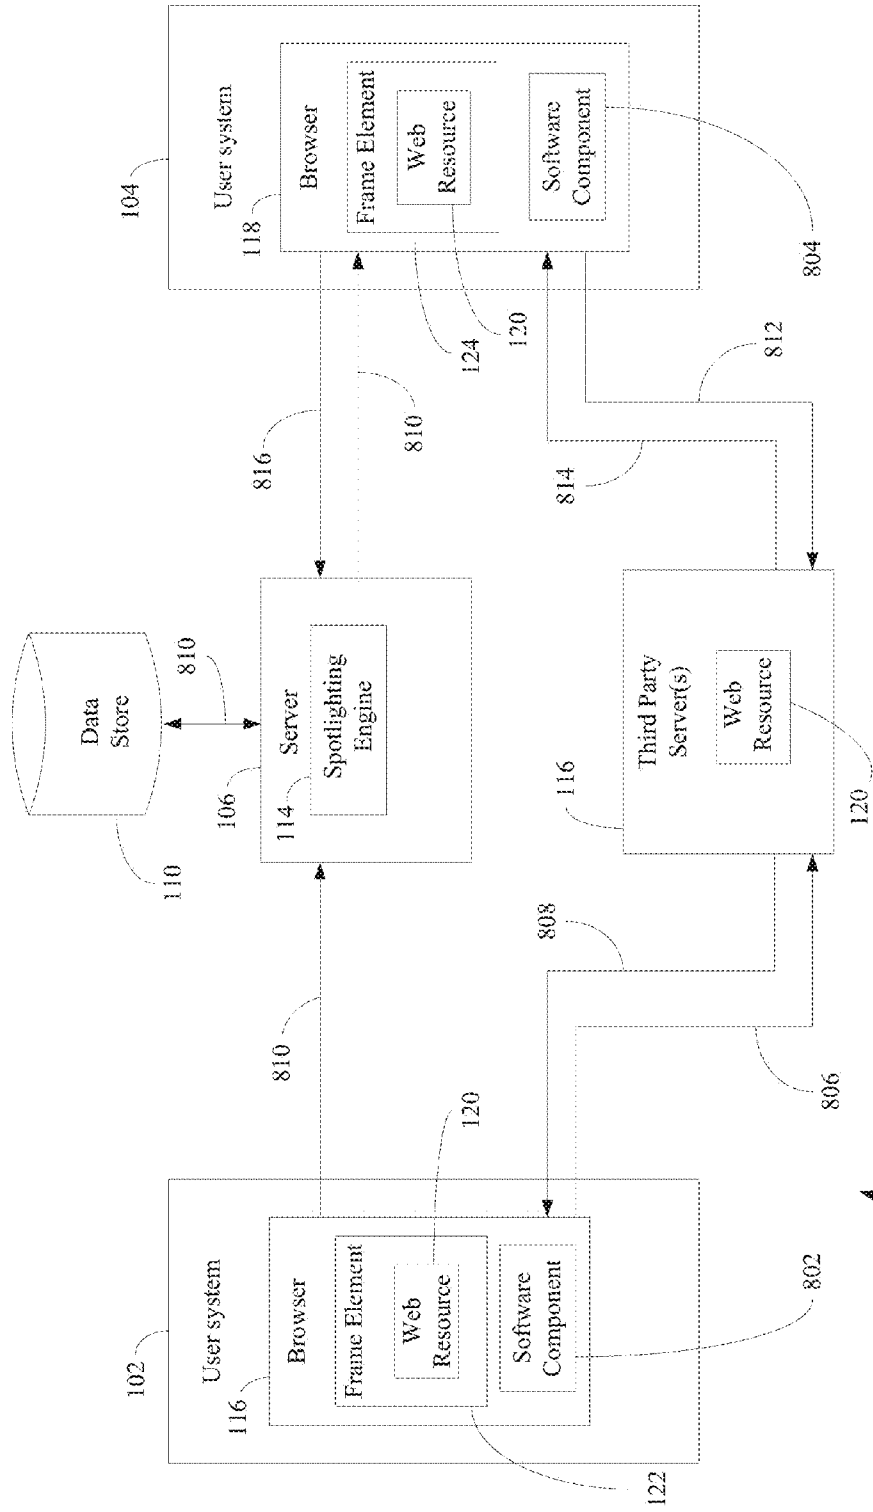 Data
Store
110
810
102
User system
116
Browser
Frame Element
Web
Resource
120
122
Software
Component
802
810
106
Server
114
Spotlighting
Engine
816
810
104
User system
118
Browser
Frame Element
Web
Resource
124
120
Software
Component
804
808
806
116
Third Party
Server(s)
Web
Resource
120
814
812